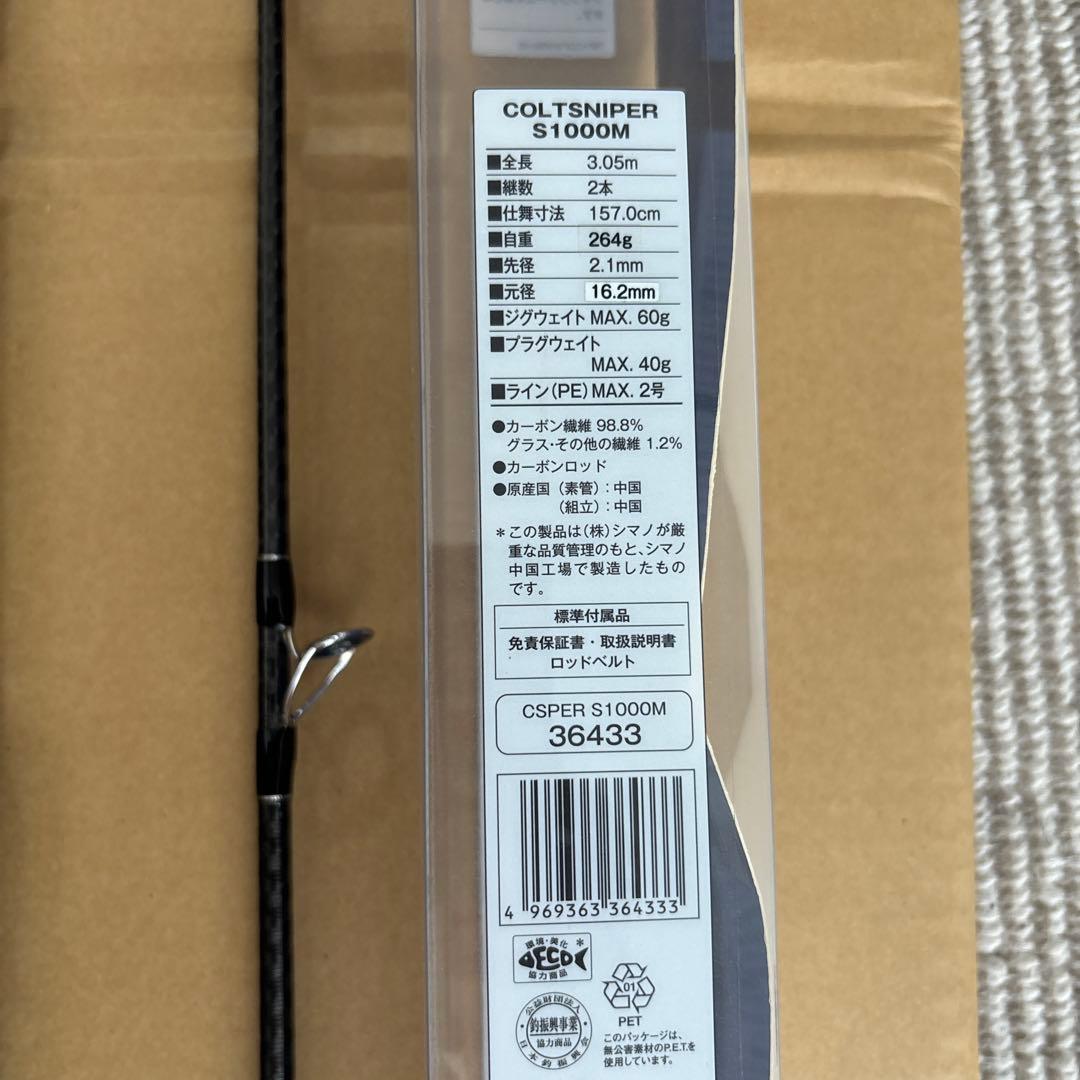 COLTSNIPER
S1000M
■全長 3.05m
■継数 2本
■仕舞寸法 157.0cm
■自重 264g
■先径 2.1mm
■元径 16.2mm
■ジグウェイト MAX. 60g
■プラグウェイト
MAX. 40g
■ライン(PE) MAX. 2号
●カーボン繊維 98.8%
グラス・その他の繊維 1.2%
●カーボンロッド
●原産国(素管):中国
(組立):中国
＊この製品は(株)シマノが厳
重な品質管理のもと、シマノ
中国工場で製造したもの
です。
標準付属品
免責保証書・取扱説明書
ロッドベルト
CSPER S1000M
36433
4 969363 364333
環境・美化
ECO
協力商品
公益財団法人
釣振興事業
協力商品
日本釣振興会
01
PET
このパッケージは、
無公害素材のP.E.T.を
使用しています。